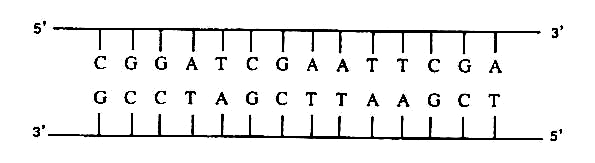 5' 3'
C G G A T C G A A T T C G A
G C C T A G C T T A A G C T
3' 5'